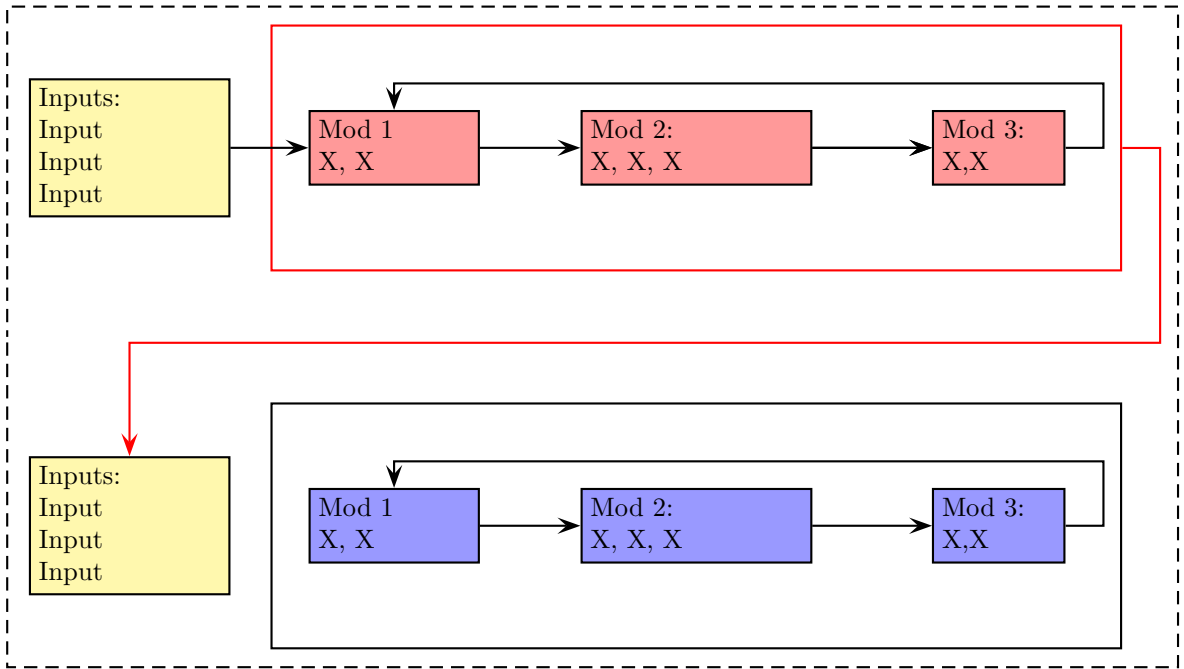 Inputs:
Input
Input
Input
Mod 1
X, X
Mod 2:
X, X, X
Mod 3:
X,X
Inputs:
Input
Input
Input
Mod 1
X, X
Mod 2:
X, X, X
Mod 3:
X,X